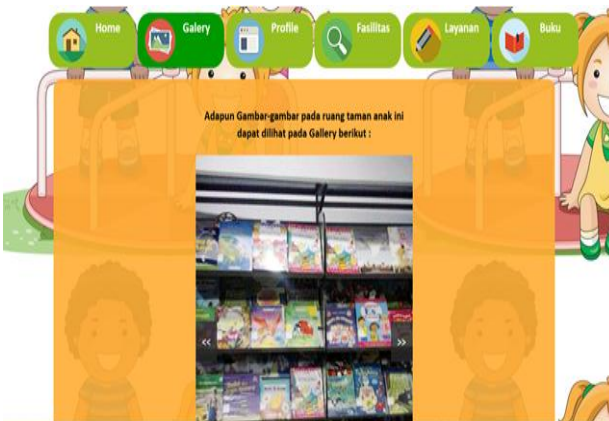 Home
Galery
Profile
Fasilitas
Layanan
Buku
Adapun Gambar-gambar pada ruang taman anak ini
dapat dilihat pada Gallery berikut :
<<
>>